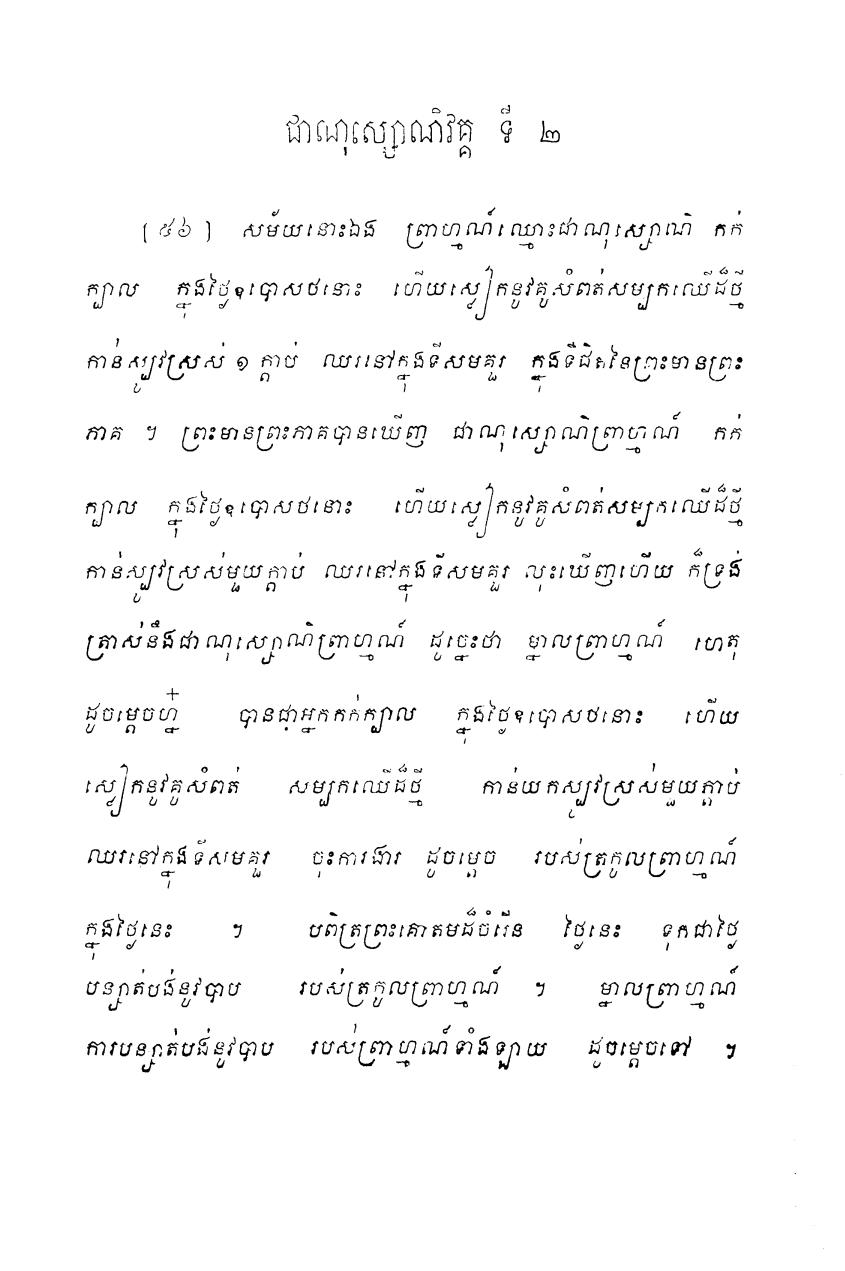 ជាណុស្សោណិវគ្គ ទី ២
[ ៥៦ ] សម័យនោះឯង ព្រាហ្មណ៍ឈ្មោះជាណុស្សោណិ កក់
ក្បាល ក្នុងថ្ងៃឧបោសថនោះ ហើយស្លៀកនូវគូសំពត់សម្បកឈើដ៏ថ្មី
កាន់ស្បូវស្រស់ ១ ក្តាប់ ឈរនៅក្នុងទីសមគួរ ក្នុងទីជិតនៃព្រះមានព្រះ
ភាគ ។ ព្រះមានព្រះភាគបានឃើញ ជាណុស្សោណិព្រាហ្មណ៍ កក់
ក្បាល ក្នុងថ្ងៃឧបោសថនោះ ហើយស្លៀកនូវគូសំពត់សម្បកឈើដ៏ថ្មី
កាន់ស្បូវស្រស់មួយក្តាប់ ឈរនៅក្នុងទីសមគួរ លុះឃើញហើយ ក៏ទ្រង់
ត្រាស់នឹងជាណុស្សោណិព្រាហ្មណ៍ ដូច្នេះថា ម្នាលព្រាហ្មណ៍ ហេតុ
ដូចម្តេចហ្ន៎ បានជាអ្នកកក់ក្បាល ក្នុងថ្ងៃឧបោសថនោះ ហើយ
ស្លៀកនូវគូសំពត់ សម្បកឈើដ៏ថ្មី កាន់យកស្បូវស្រស់មួយក្តាប់
ឈរនៅក្នុងទីសមគួរ ចុះការងារ ដូចម្តេច របស់ត្រកូលព្រាហ្មណ៍
ក្នុងថ្ងៃនេះ ។ បពិត្រព្រះគោតមដ៏ចំរើន ថ្ងៃនេះ ទុកជាថ្ងៃ
បន្សាត់បង់នូវបាប របស់ត្រកូលព្រាហ្មណ៍ ។ ម្នាលព្រាហ្មណ៍
ការបន្សាត់បង់នូវបាប របស់ព្រាហ្មណ៍ទាំងឡាយ ដូចម្តេចទៅ ។